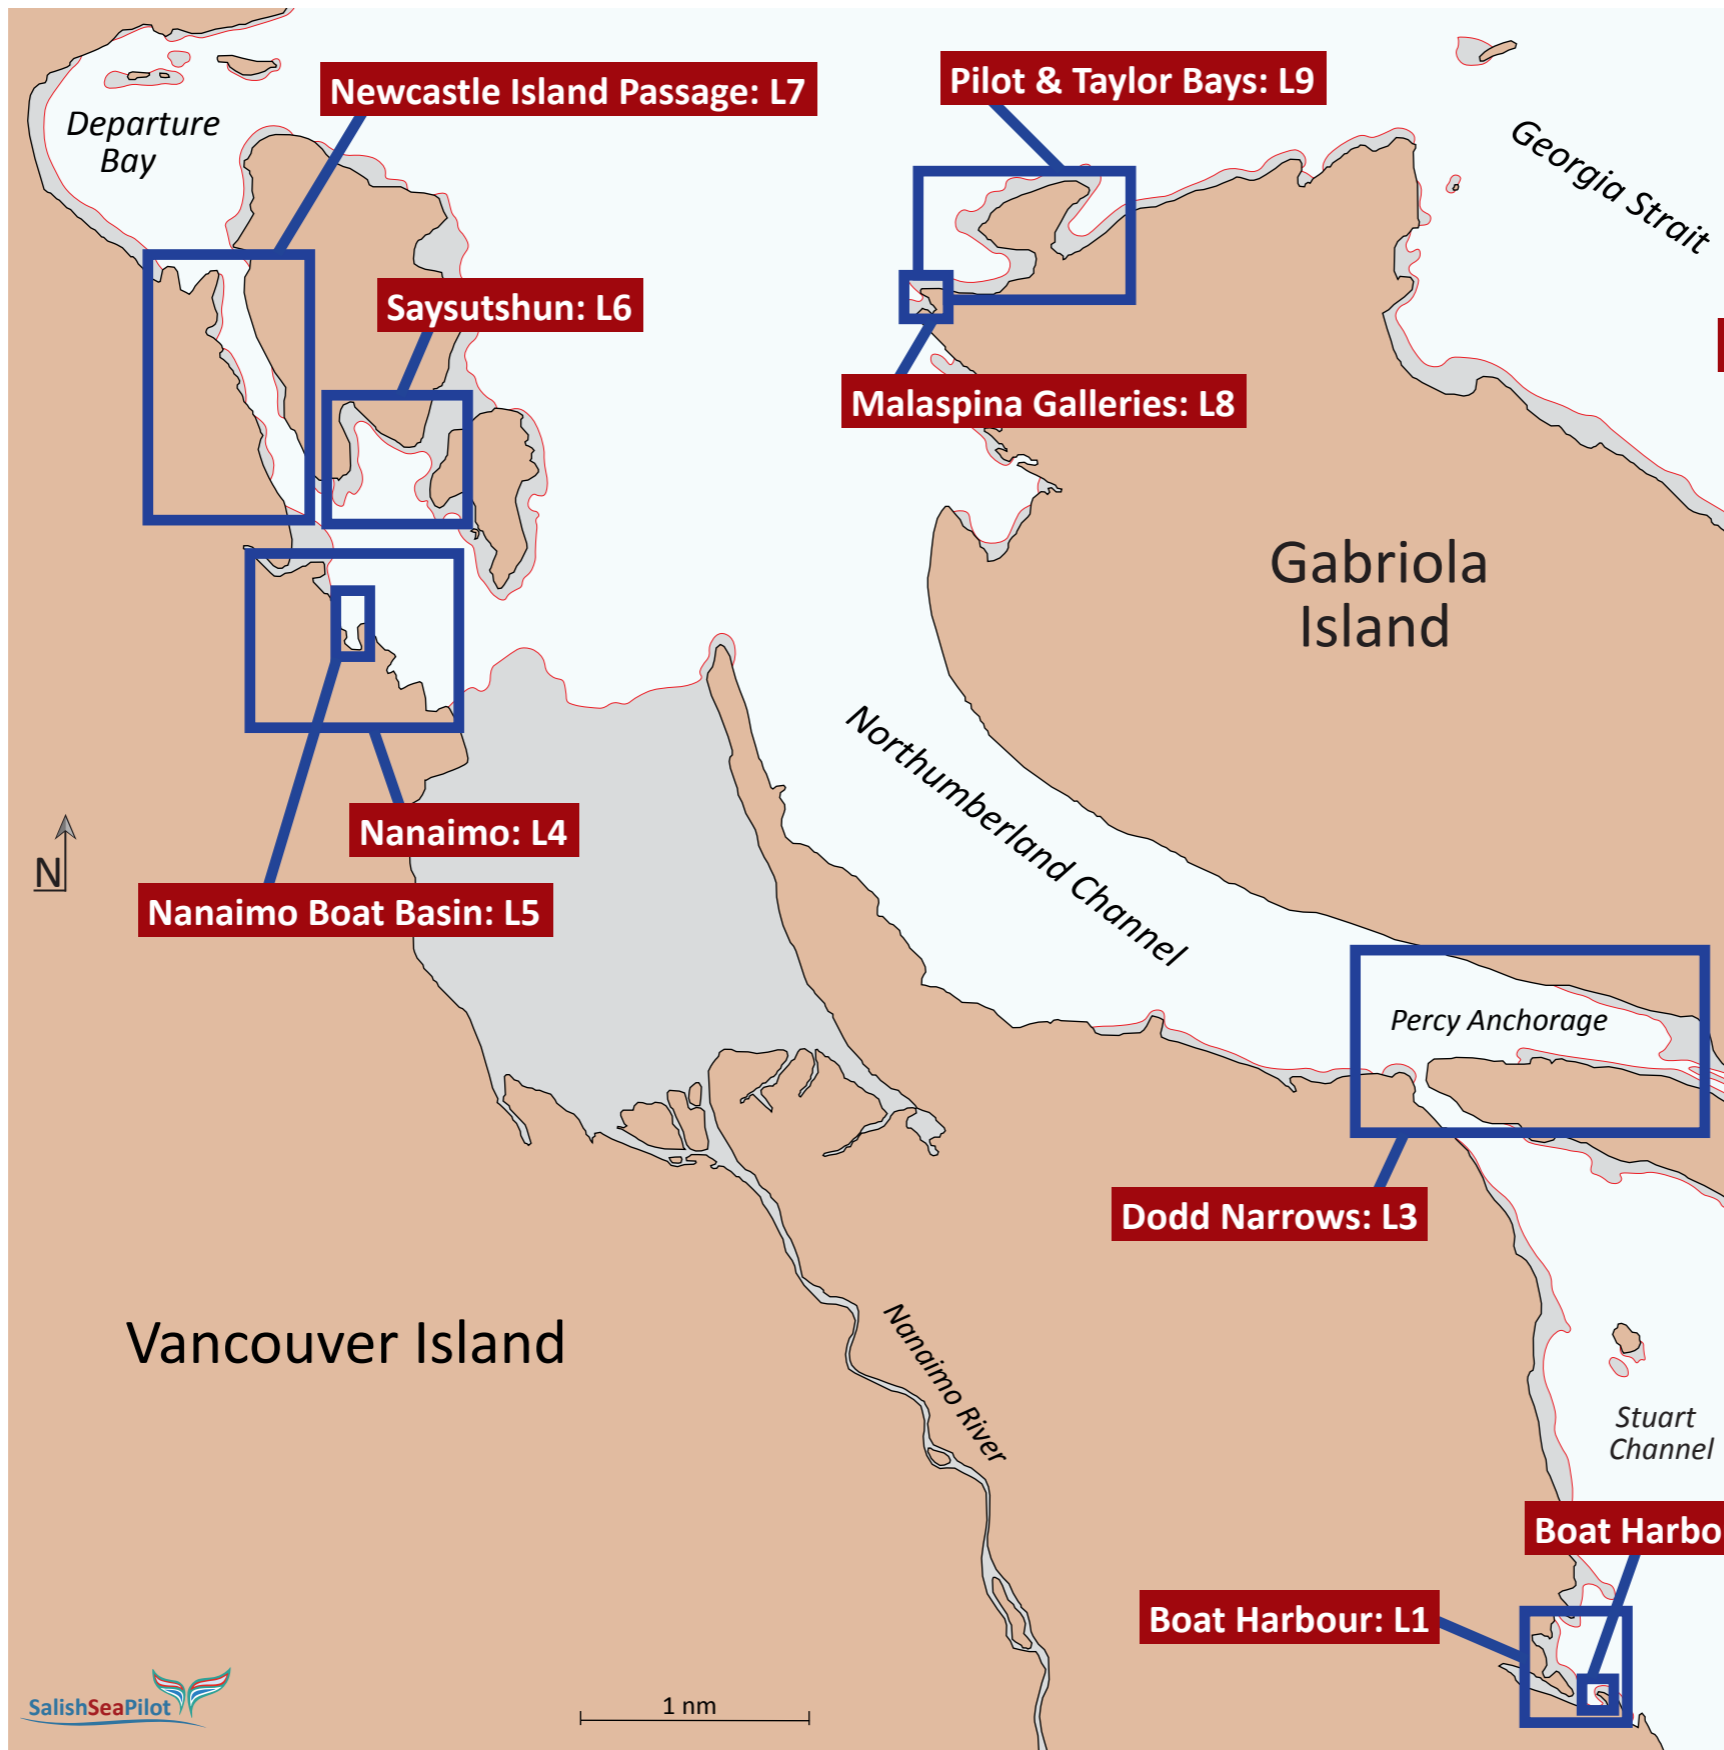 Newcastle Island Passage: L7
Pilot & Taylor Bays: L9
Departure
Bay
Georgia Strait
Saysutshun: L6
Malaspina Galleries: L8
Gabriola
Island
Northumberland Channel
Nanaimo: L4
N
Nanaimo Boat Basin: L5
Percy Anchorage
Dodd Narrows: L3
Vancouver Island
Nanaimo River
Stuart
Channel
Boat Harbo
Boat Harbour: L1
SalishSeaPilot
1 nm